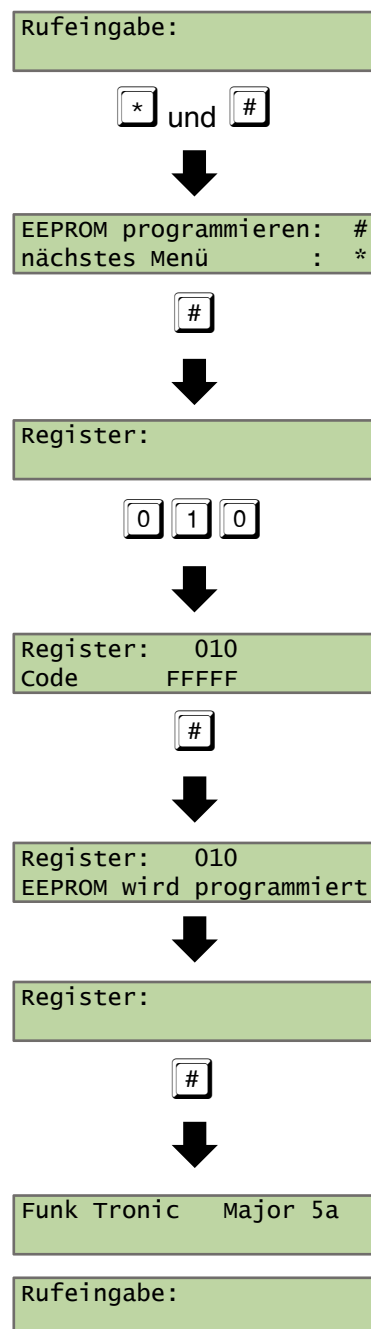 Rufeingabe:
* und #
EEPROM programmieren: #
nächstes Menü : *
#
Register:
0 1 0
Register: 010
Code FFFFF
#
Register: 010
EEPROM wird programmiert
Register:
#
Funk Tronic Major 5a
Rufeingabe: